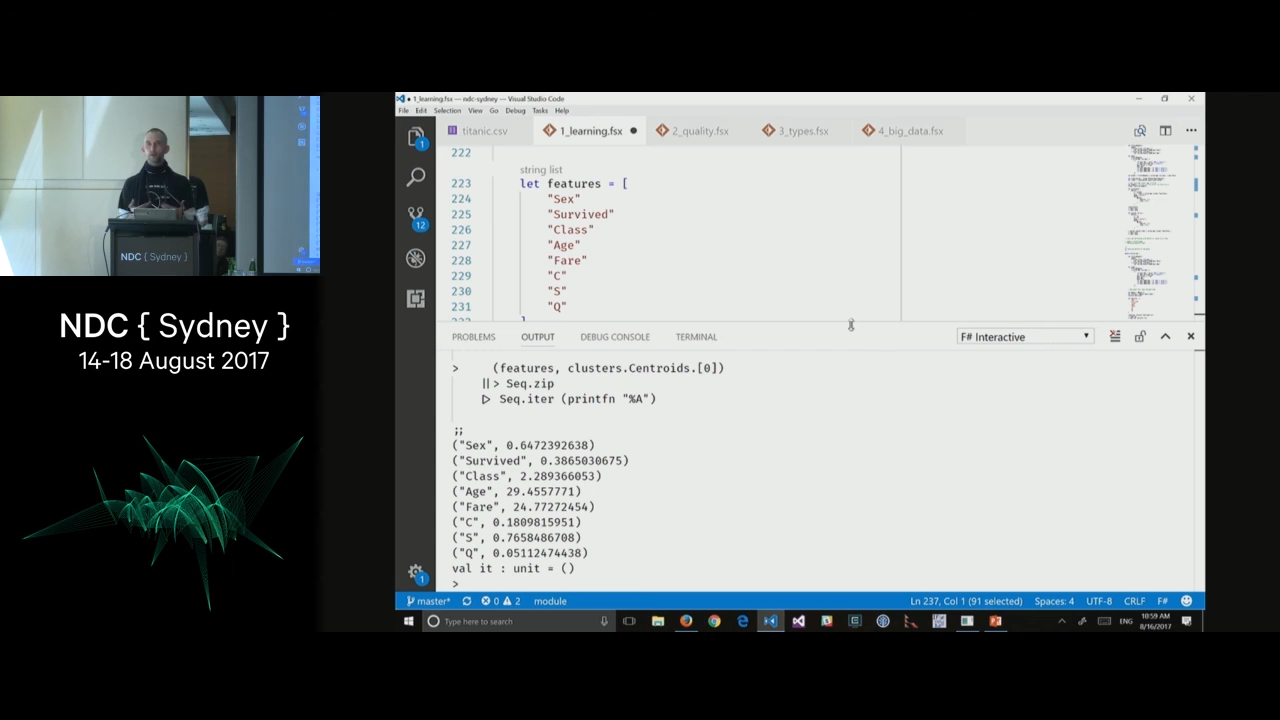 NDC { Sydney }
NDC { Sydney }
14-18 August 2017
● 1_learning.fsx — ndc-sydney — Visual Studio Code
File Edit Selection View Go Debug Tasks Help
titanic.csv 1_learning.fsx ● 2_quality.fsx 3_types.fsx 4_big_data.fsx
1
12
1
222
string list
223 let features = [
224 "Sex"
225 "Survived"
226 "Class"
227 "Age"
228 "Fare"
229 "C"
230 "S"
231 "Q"
232 ]
PROBLEMS OUTPUT DEBUG CONSOLE TERMINAL F# Interactive
> (features, clusters.Centroids.[0])
||> Seq.zip
|> Seq.iter (printfn "%A")
;;
("Sex", 0.6472392638)
("Survived", 0.3865030675)
("Class", 2.289366053)
("Age", 29.4557771)
("Fare", 24.77272454)
("C", 0.1809815951)
("S", 0.7658486708)
("Q", 0.05112474438)
val it : unit = ()
>
master* 0 2 module Ln 237, Col 1 (91 selected) Spaces: 4 UTF-8 CRLF F#
Type here to search ENG 10:59 AM
8/16/2017